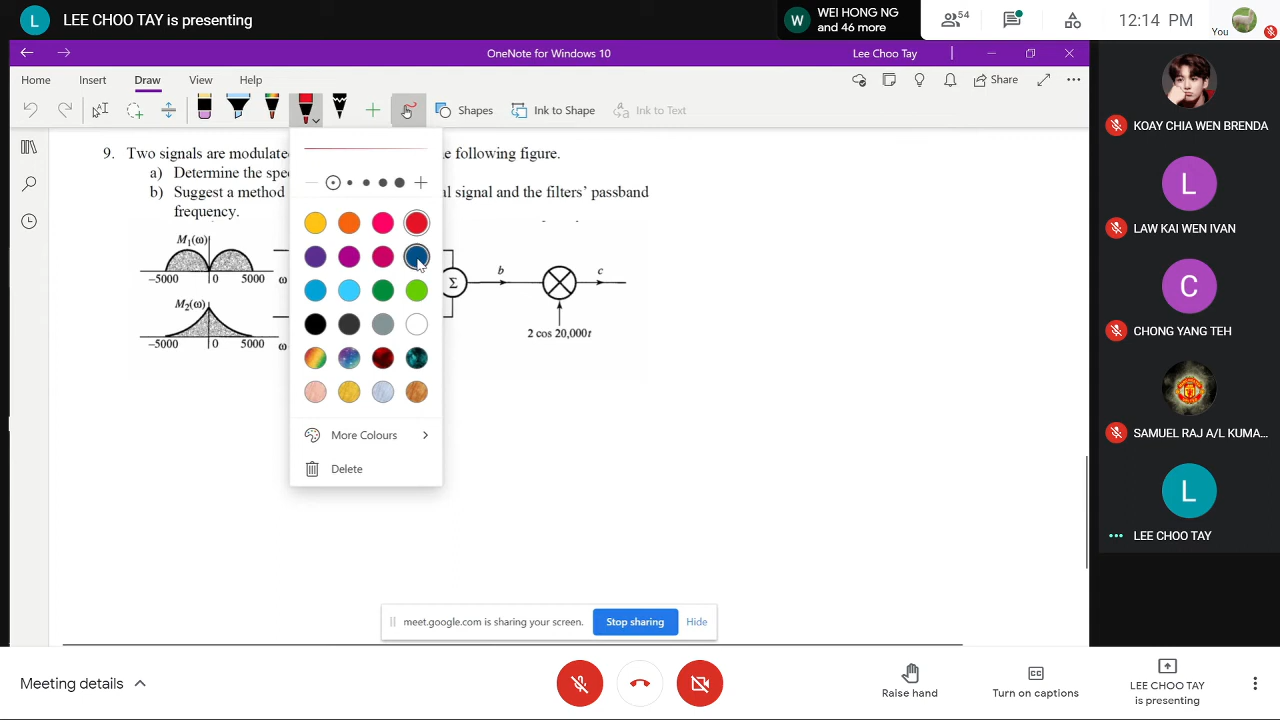 L LEE CHOO TAY is presenting
W WEI HONG NG
and 46 more
54
12:14 PM
You
OneNote for Windows 10
Lee Choo Tay
Home Insert Draw View Help
Share
Shapes Ink to Shape Ink to Text
9. Two signals are modulate e following figure.
a) Determine the spe
b) Suggest a method l signal and the filters' passband
frequency.
M₁(ω)
−5000 0 5000 ω
M₂(ω)
−5000 0 5000 ω
Σ
b
c
2 cos 20,000t
More Colours
Delete
meet.google.com is sharing your screen. Stop sharing Hide
KOAY CHIA WEN BRENDA
L
LAW KAI WEN IVAN
C
CHONG YANG TEH
SAMUEL RAJ A/L KUMA...
L
LEE CHOO TAY
Meeting details
Raise hand
Turn on captions
LEE CHOO TAY
is presenting